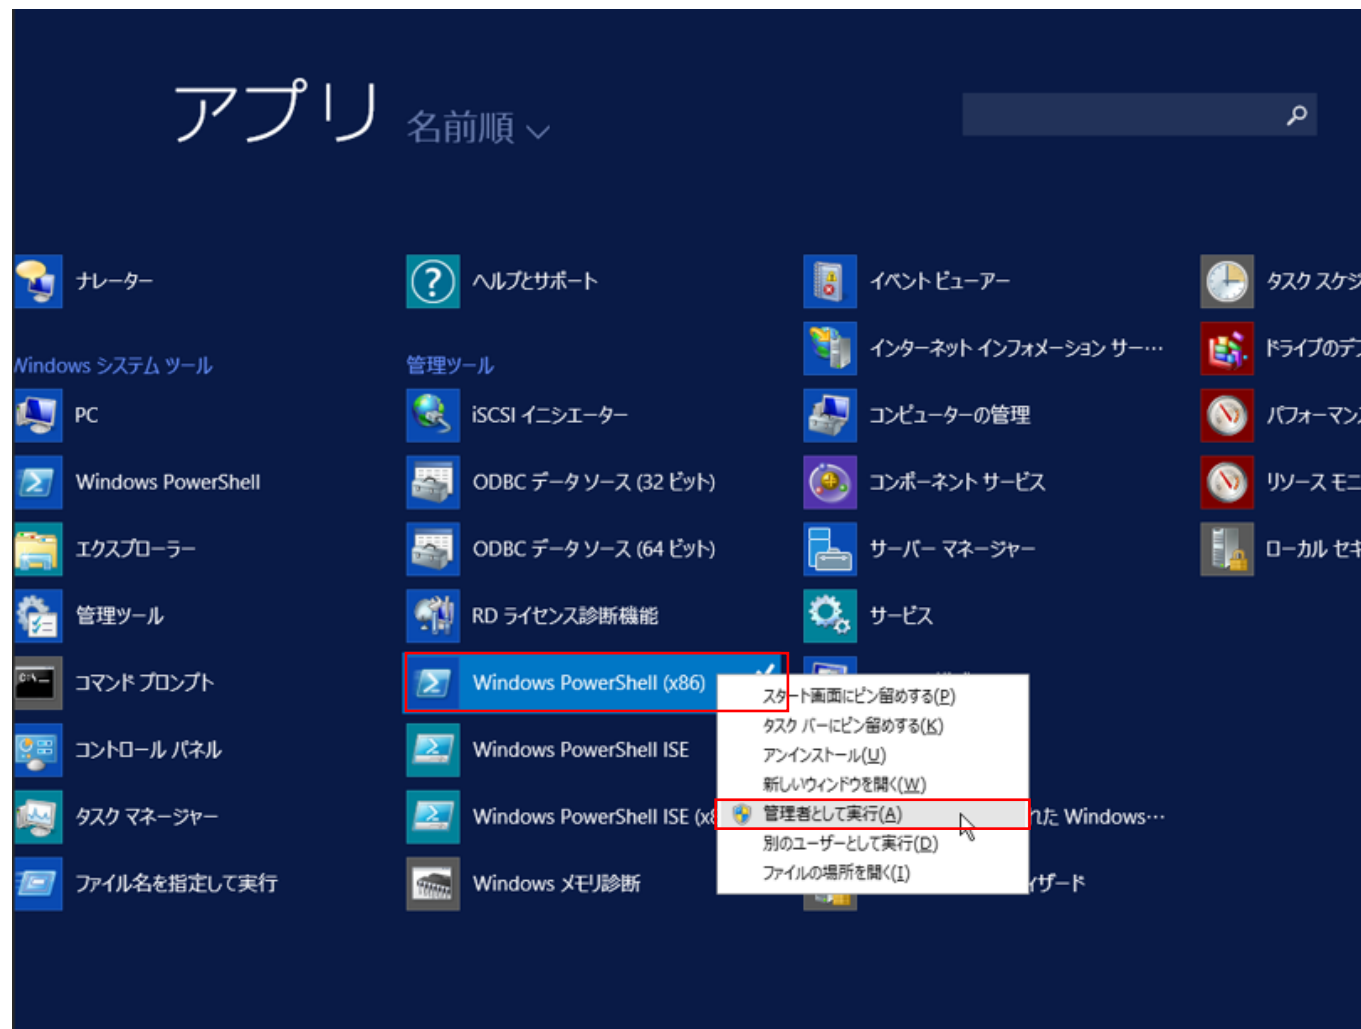 アプリ 名前順
ナレーター
Windows システム ツール
PC
Windows PowerShell
エクスプローラー
管理ツール
コマンド プロンプト
コントロール パネル
タスク マネージャー
ファイル名を指定して実行
ヘルプとサポート
管理ツール
iSCSI イニシエーター
ODBC データ ソース (32 ビット)
ODBC データ ソース (64 ビット)
RD ライセンス診断機能
Windows PowerShell (x86)
Windows PowerShell ISE
Windows PowerShell ISE (x8
Windows メモリ診断
イベント ビューアー
インターネット インフォメーション サー…
コンピューターの管理
コンポーネント サービス
サーバー マネージャー
サービス
れた Windows…
ィザード
スタート画面にピン留めする(P)
タスク バーにピン留めする(K)
アンインストール(U)
新しいウィンドウを開く(W)
管理者として実行(A)
別のユーザーとして実行(D)
ファイルの場所を開く(I)
タスク スケジ
ドライブのデフ
パフォーマンス
リソース モニ
ローカル セキ